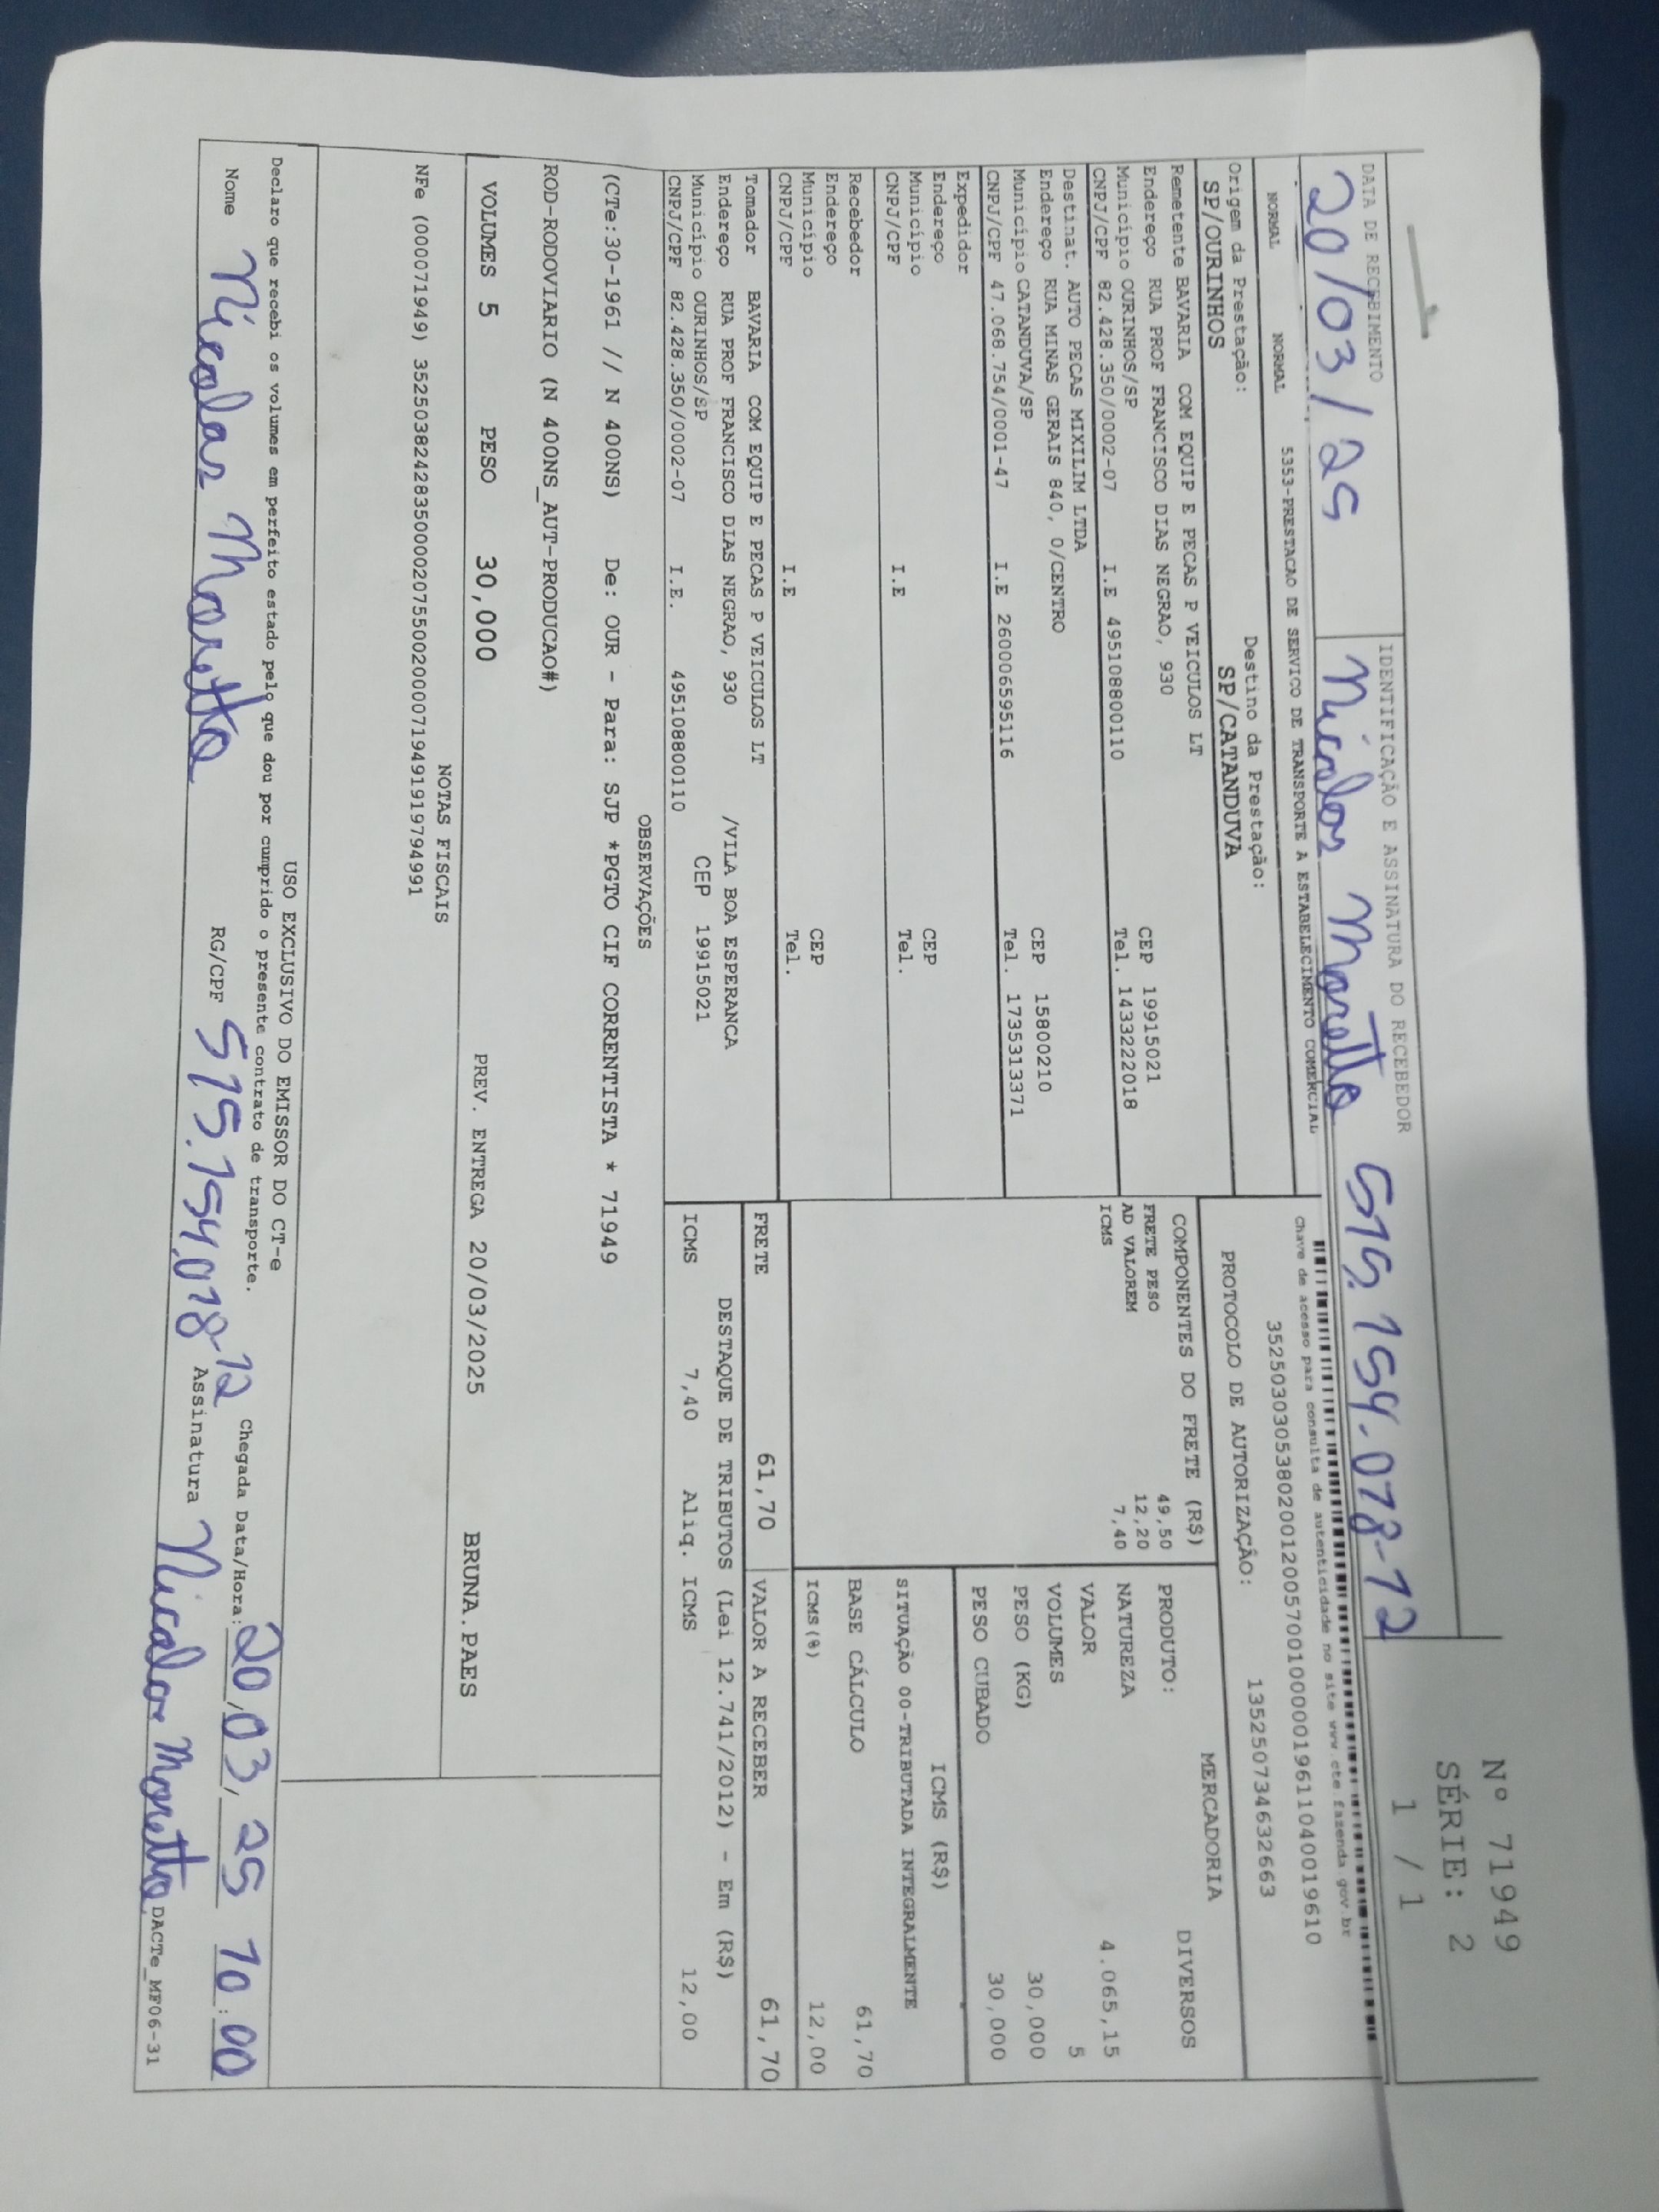 Nº 71949
SÉRIE: 2
1 / 1
DATA DE RECEBIMENTO
IDENTIFICAÇÃO E ASSINATURA DO RECEBEDOR
20/03/25
Nicolas Moretto 515.154.078-12
NORMAL NORMAL 5353-PRESTACAO DE SERVICO DE TRANSPORTE A ESTABELECIMENTO COMERCIAL
Chave de acesso para consulta de autenticidade no site www.cte.fazenda.gov.br
Origem da Prestação: Destino da Prestação:
SP/OURINHOS SP/CATANDUVA
PROTOCOLO DE AUTORIZAÇÃO: 135250734632663
Remetente BAVARIA COM EQUIP E PECAS P VEICULOS LT
Endereço RUA PROF FRANCISCO DIAS NEGRAO, 930 CEP 19915021
Município OURINHOS/SP Tel. 1433222018
CNPJ/CPF 82.428.350/0002-07 I.E 495108800110
Destinat. AUTO PECAS MIXILIM LTDA
Endereço RUA MINAS GERAIS 840, 0/CENTRO CEP 15800210
Município CATANDUVA/SP Tel. 1735313371
CNPJ/CPF 47.068.754/0001-47 I.E 260006595116
Expedidor
Endereço CEP
Município Tel.
CNPJ/CPF I.E
Recebedor
Endereço CEP
Município Tel.
CNPJ/CPF I.E
Tomador BAVARIA COM EQUIP E PECAS P VEICULOS LT
Endereço RUA PROF FRANCISCO DIAS NEGRAO, 930 /VILA BOA ESPERANCA
Município OURINHOS/SP CEP 19915021
CNPJ/CPF 82.428.350/0002-07 I.E. 495108800110
COMPONENTES DO FRETE (R$)
FRETE PESO 49,50
AD VALOREM 12,20
ICMS 7,40
MERCADORIA
PRODUTO: DIVERSOS
NATUREZA
VALOR 4.065,15
VOLUMES 5
PESO (KG) 30,000
PESO CUBADO 30,000
ICMS (R$)
SITUAÇÃO 00-TRIBUTADA INTEGRALMENTE
BASE CÁLCULO 61,70
ICMS(%) 12,00
FRETE 61,70
VALOR A RECEBER 61,70
DESTAQUE DE TRIBUTOS (Lei 12.741/2012) - Em (R$)
ICMS 7,40 Aliq. ICMS 12,00
OBSERVAÇÕES
(CTe:30-1961 // N 400NS) De: OUR - Para: SJP *PGTO CIF CORRENTISTA * 71949
ROD-RODOVIARIO (N 400NS_AUT-PRODUCAO#)
VOLUMES 5 PESO 30,000 PREV. ENTREGA 20/03/2025 BRUNA.PAES
NOTAS FISCAIS
NFe (000071949) 35250382428350000207550020000719491919794991
USO EXCLUSIVO DO EMISSOR DO CT-e
Declaro que recebi os volumes em perfeito estado pelo que dou por cumprido o presente contrato de transporte.
Chegada Data/Hora: 20/03/25 10:00
Nome Nicolas Moretto RG/CPF 515.154.078-12 Assinatura Nicolas Moretto
DACTe_MF06-31